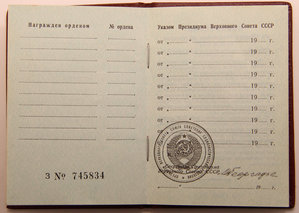 Награжден орденом
№ ордена
З № 745834
Указом Президиума Верховного Совета СССР
от „ “ 19 г.
от „ “ 19 г.
от „ “ 19 г.
от „ “ 19 г.
от „ “ 19 г.
от „ “ 19 г.
от „ “ 19 г.
от „ “ 19 г.
от „ “ 19 г.
от „ “ 19 г.
19 г.